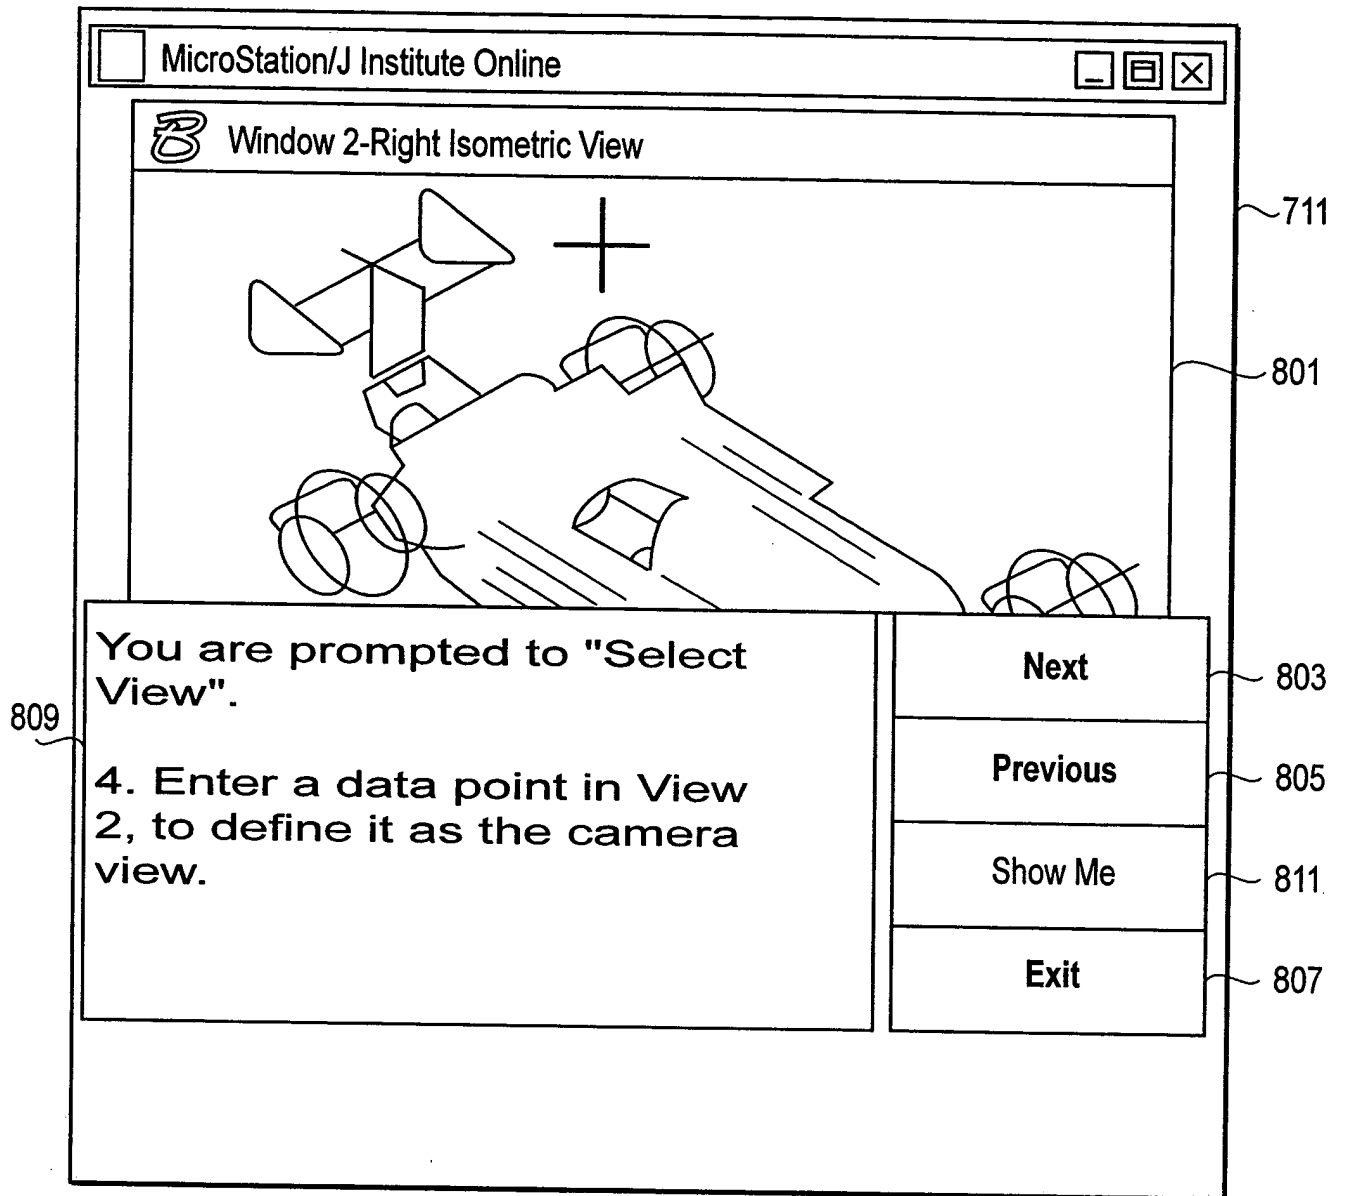 MicroStation/J Institute Online
B Window 2-Right Isometric View
711
801
You are prompted to "Select
View".
809
4. Enter a data point in View
2, to define it as the camera
view.
Next
803
Previous
805
Show Me
811
Exit
807